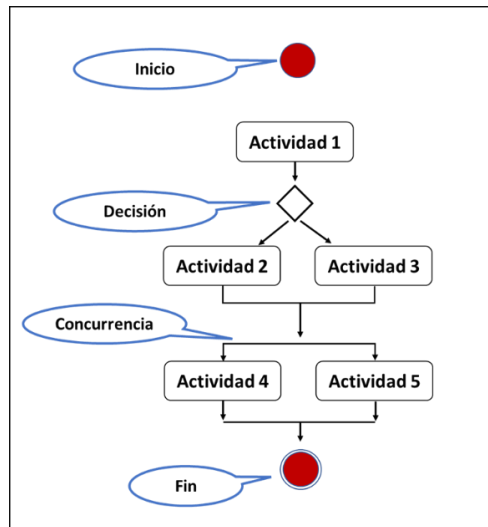 Inicio
Actividad 1
Decisión
Actividad 2
Actividad 3
Concurrencia
Actividad 4
Actividad 5
Fin